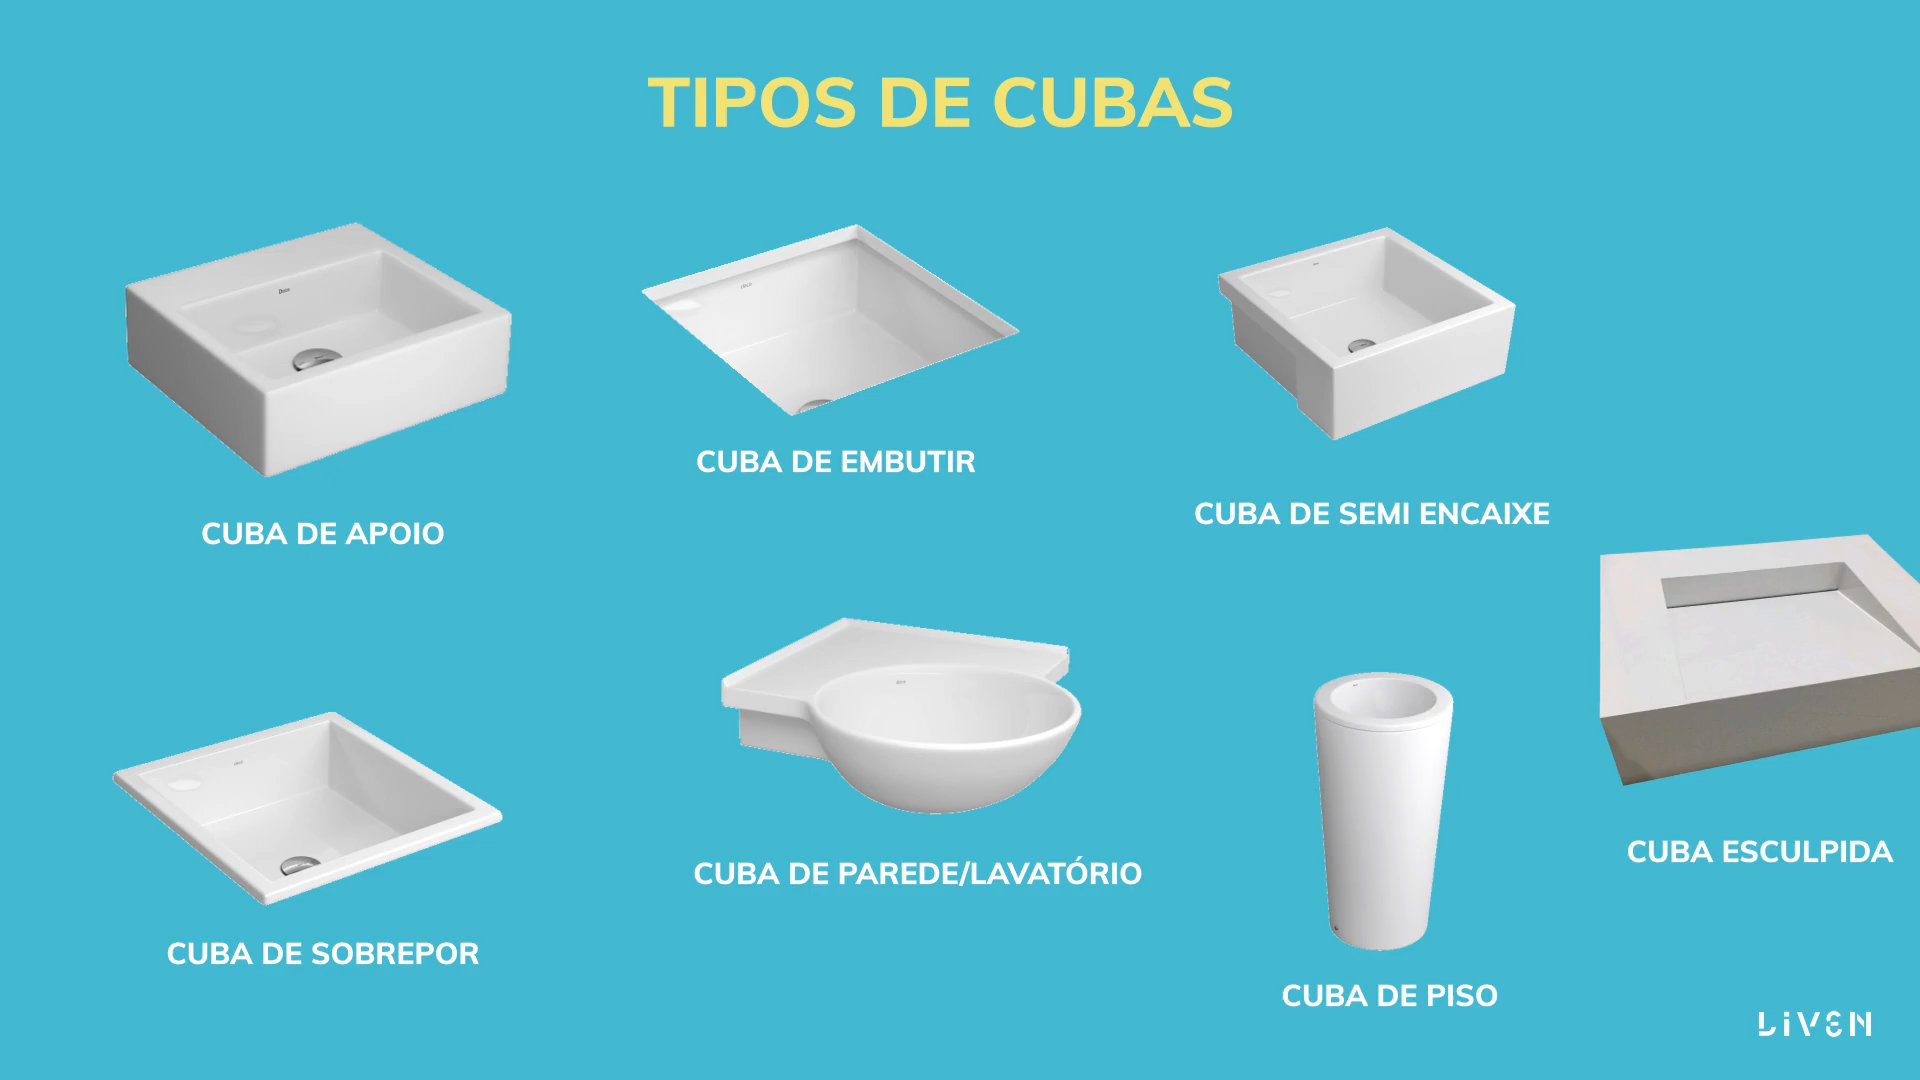 TIPOS DE CUBAS
CUBA DE APOIO
CUBA DE EMBUTIR
CUBA DE SEMI ENCAIXE
CUBA DE SOBREPOR
CUBA DE PAREDE/LAVATÓRIO
CUBA DE PISO
CUBA ESCULPIDA
LIVEN